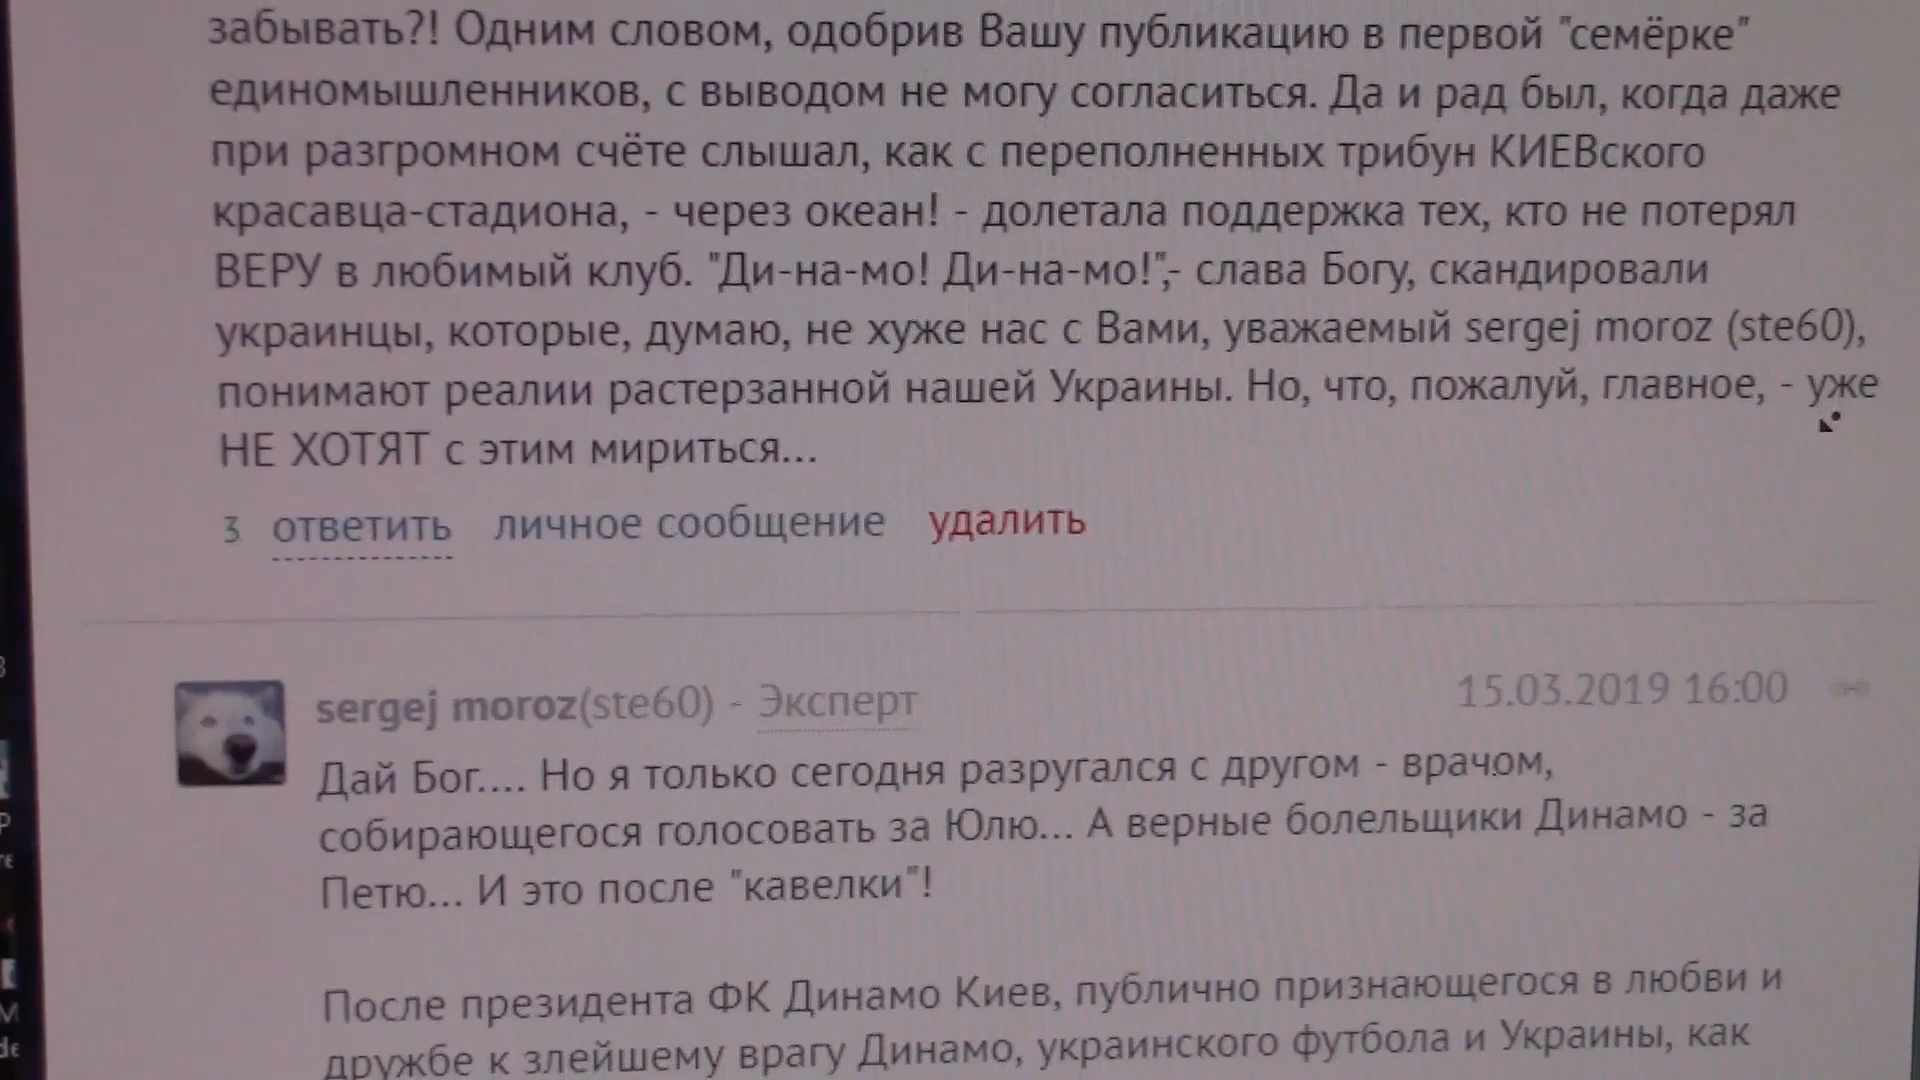 забывать?! Одним словом, одобрив Вашу публикацию в первой "семёрке"
единомышленников, с выводом не могу согласиться. Да и рад был, когда даже
при разгромном счёте слышал, как с переполненных трибун КИЕВского
красавца-стадиона, - через океан! - долетала поддержка тех, кто не потерял
ВЕРУ в любимый клуб. "Ди-на-мо! Ди-на-мо!",- слава Богу, скандировали
украинцы, которые, думаю, не хуже нас с Вами, уважаемый sergej moroz (ste60),
понимают реалии растерзанной нашей Украины. Но, что, пожалуй, главное, - уже
НЕ ХОТЯТ с этим мириться...
3 ответить личное сообщение удалить
sergej moroz(ste60) - Эксперт 15.03.2019 16:00
Дай Бог.... Но я только сегодня разругался с другом - врачом,
собирающегося голосовать за Юлю... А верные болельщики Динамо - за
Петю... И это после "кавелки"!
После президента ФК Динамо Киев, публично признающегося в любви и
дружбе к злейшему врагу Динамо, украинского футбола и Украины, как